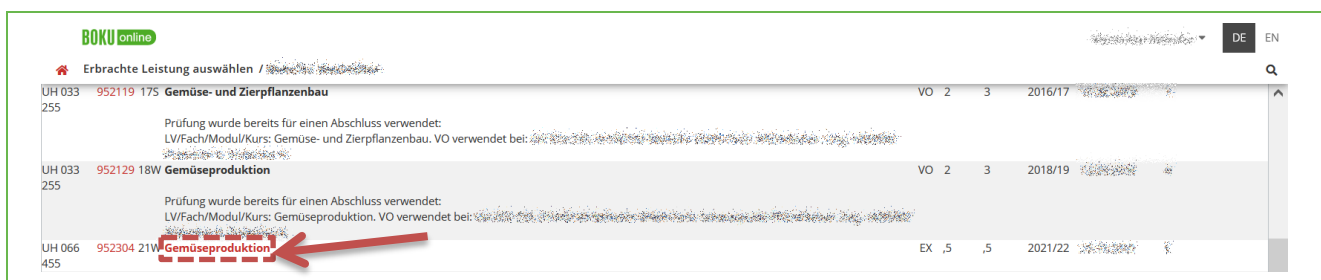 BOKU online
DE EN
Erbrachte Leistung auswählen /
UH 033 952119 17S Gemüse- und Zierpflanzenbau VO 2 3 2016/17
255
Prüfung wurde bereits für einen Abschluss verwendet:
LV/Fach/Modul/Kurs: Gemüse- und Zierpflanzenbau. VO verwendet bei:
UH 033 952129 18W Gemüseproduktion VO 2 3 2018/19
255
Prüfung wurde bereits für einen Abschluss verwendet:
LV/Fach/Modul/Kurs: Gemüseproduktion. VO verwendet bei:
UH 066 952304 21W Gemüseproduktion EX ,5 ,5 2021/22
455